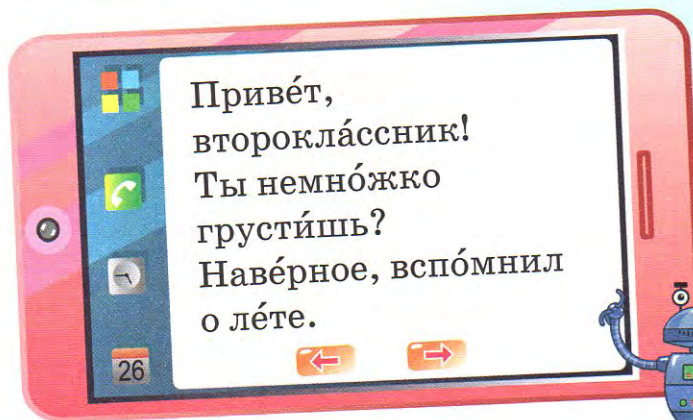 Приве́т,
второкла́ссник!
Ты немно́жко
грусти́шь?
Наве́рное, вспо́мнил
о ле́те.
26